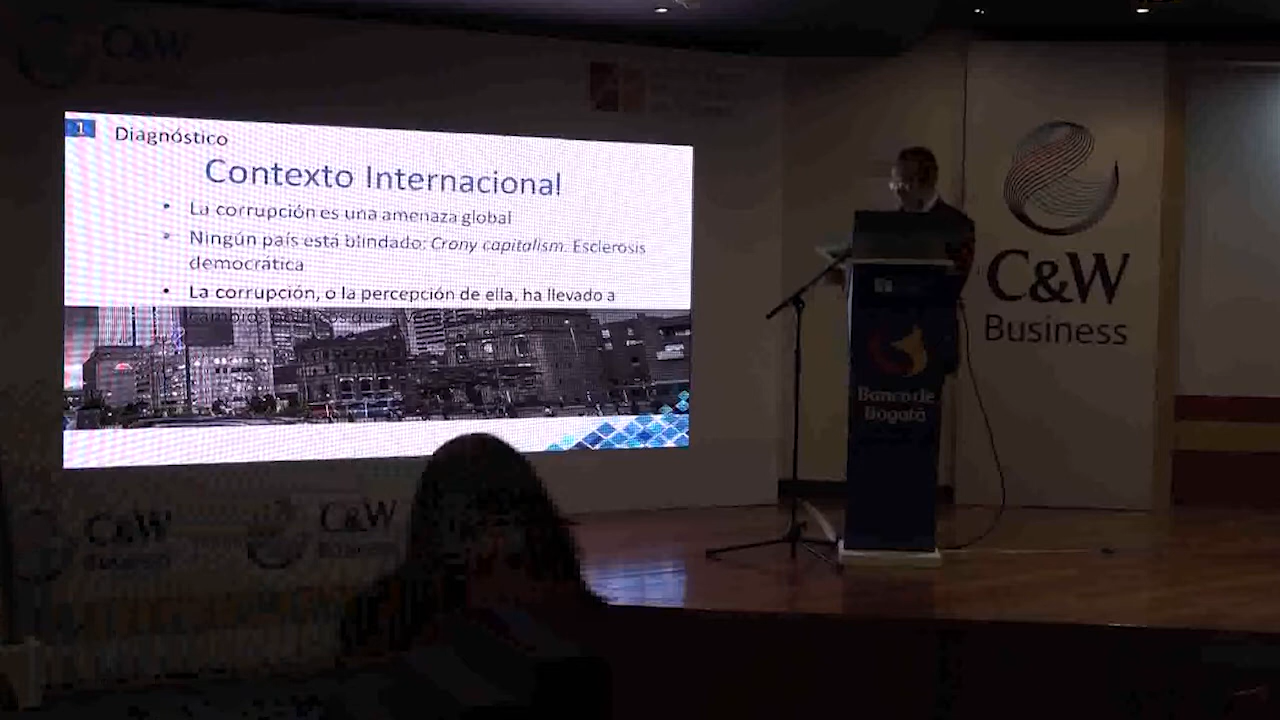 C&W
1 Diagnóstico
Contexto Internacional
• La corrupción es una amenaza global
• Ningún país está blindado: Crony capitalism. Esclerosis
democrática
• La corrupción, o la percepción de ella, ha llevado a
C&W
Business
Banco de
Bogotá
C&W
Business
C&W